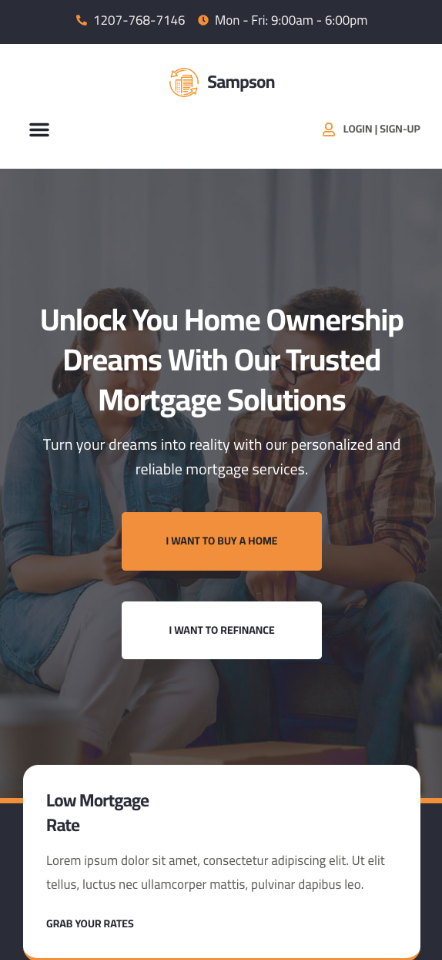 1207-768-7146 Mon - Fri: 9:00am - 6:00pm
Sampson
LOGIN | SIGN-UP
Unlock You Home Ownership
Dreams With Our Trusted
Mortgage Solutions
Turn your dreams into reality with our personalized and
reliable mortgage services.
I WANT TO BUY A HOME
I WANT TO REFINANCE
Low Mortgage
Rate
Lorem ipsum dolor sit amet, consectetur adipiscing elit. Ut elit
tellus, luctus nec ullamcorper mattis, pulvinar dapibus leo.
GRAB YOUR RATES